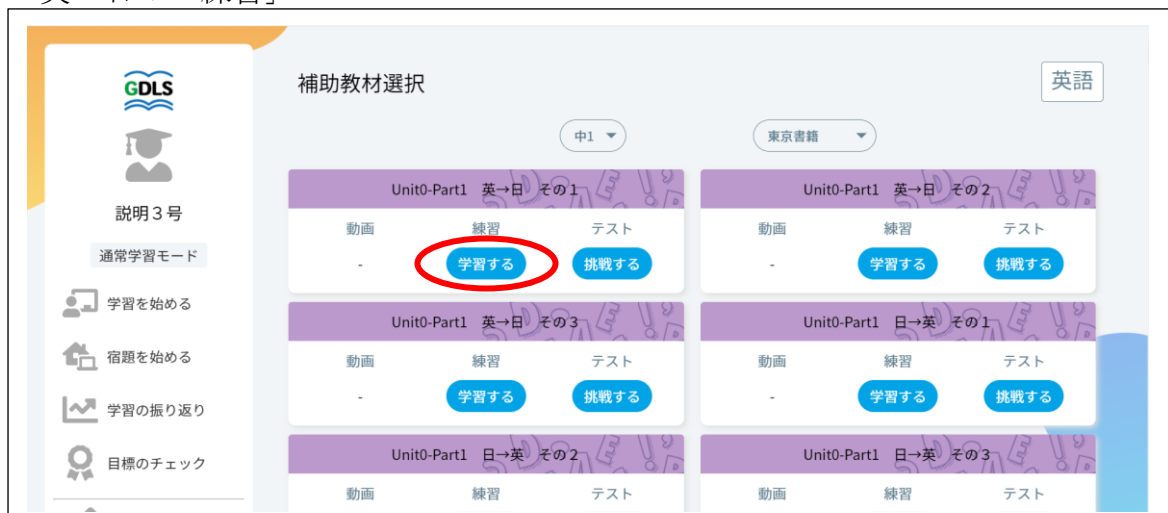 練習」
GDLS
補助教材選択
英語
中1
東京書籍
説明3号
通常学習モード
学習を始める
宿題を始める
学習の振り返り
目標のチェック
Unit0-Part1 英→日 その1
動画 練習 テスト
- 学習する 挑戦する
Unit0-Part1 英→日 その2
動画 練習 テスト
- 学習する 挑戦する
Unit0-Part1 英→日 その3
動画 練習 テスト
- 学習する 挑戦する
Unit0-Part1 日→英 その1
動画 練習 テスト
- 学習する 挑戦する
Unit0-Part1 日→英 その2
動画 練習 テスト
Unit0-Part1 日→英 その3
動画 練習 テスト